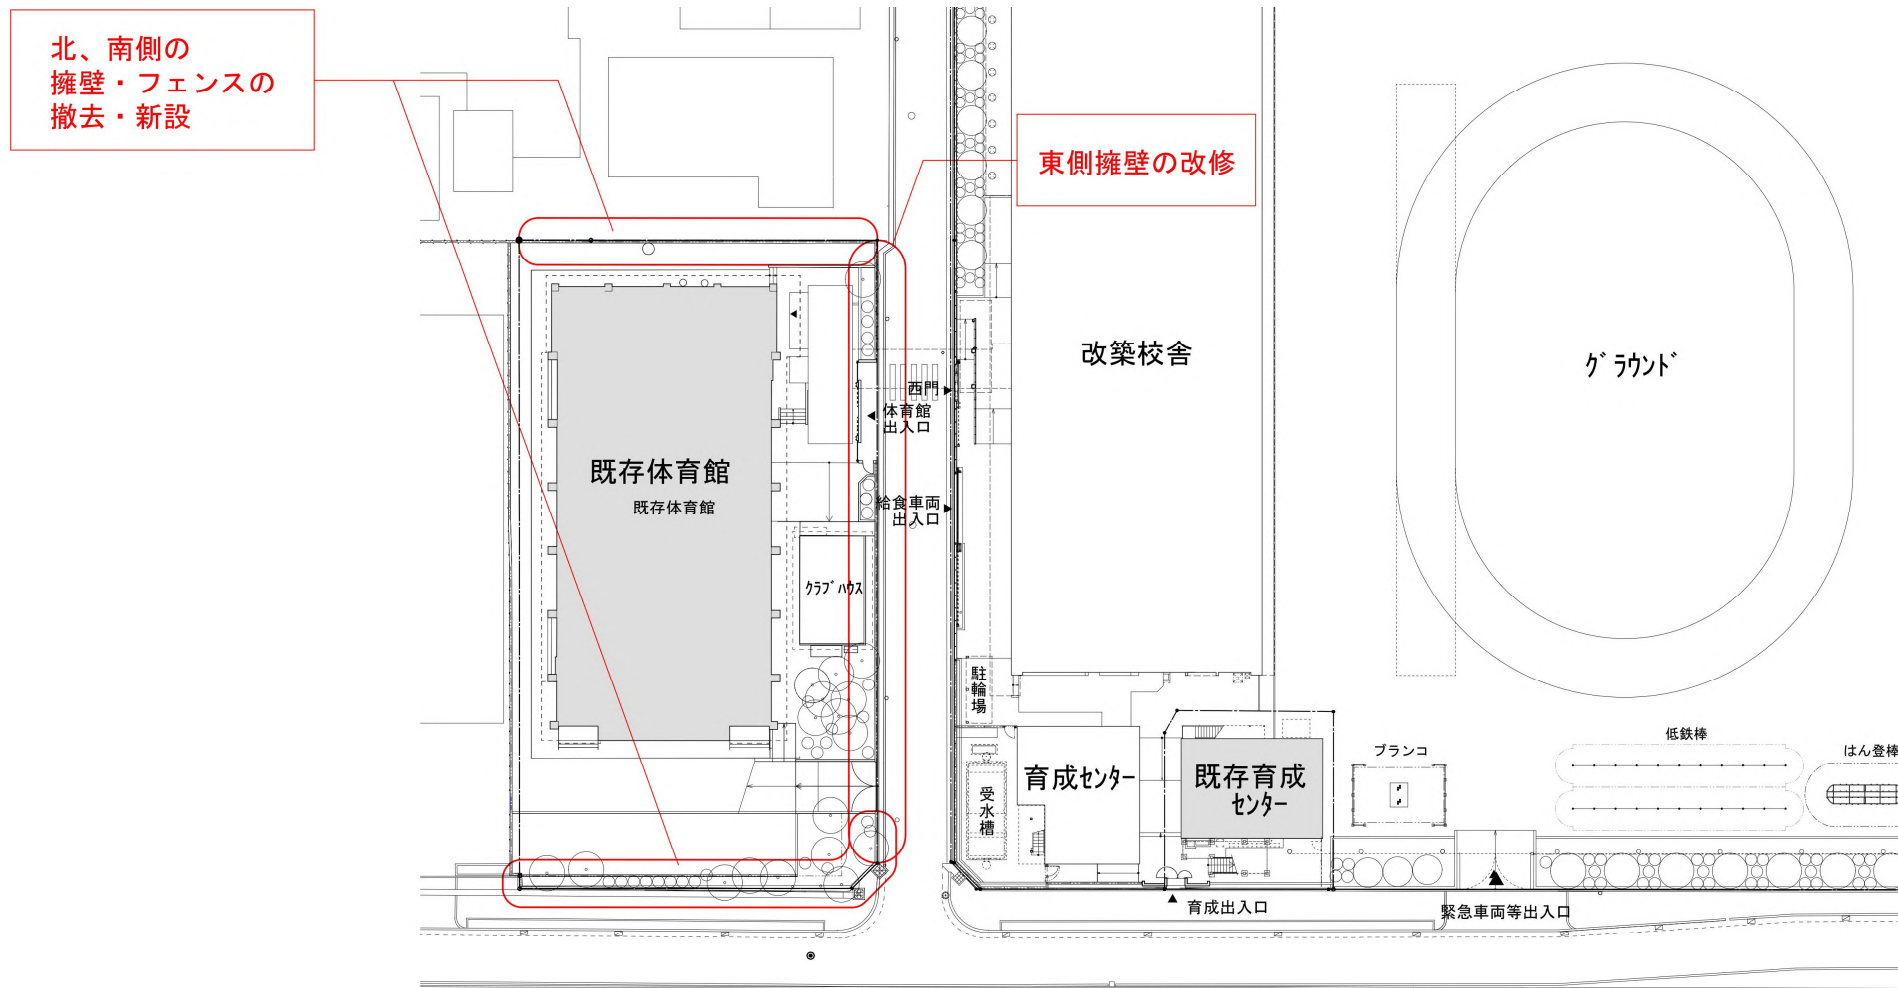 北、南側の
擁壁・フェンスの
撤去・新設
東側擁壁の改修
改築校舎
グラウンド
西門
体育館
出入口
既存体育館
既存体育館
給食車両
出入口
クラブハウス
駐輪場
低鉄棒
ブランコ
はん登棒
育成センター
既存育成
センター
受水槽
育成出入口
緊急車両等出入口